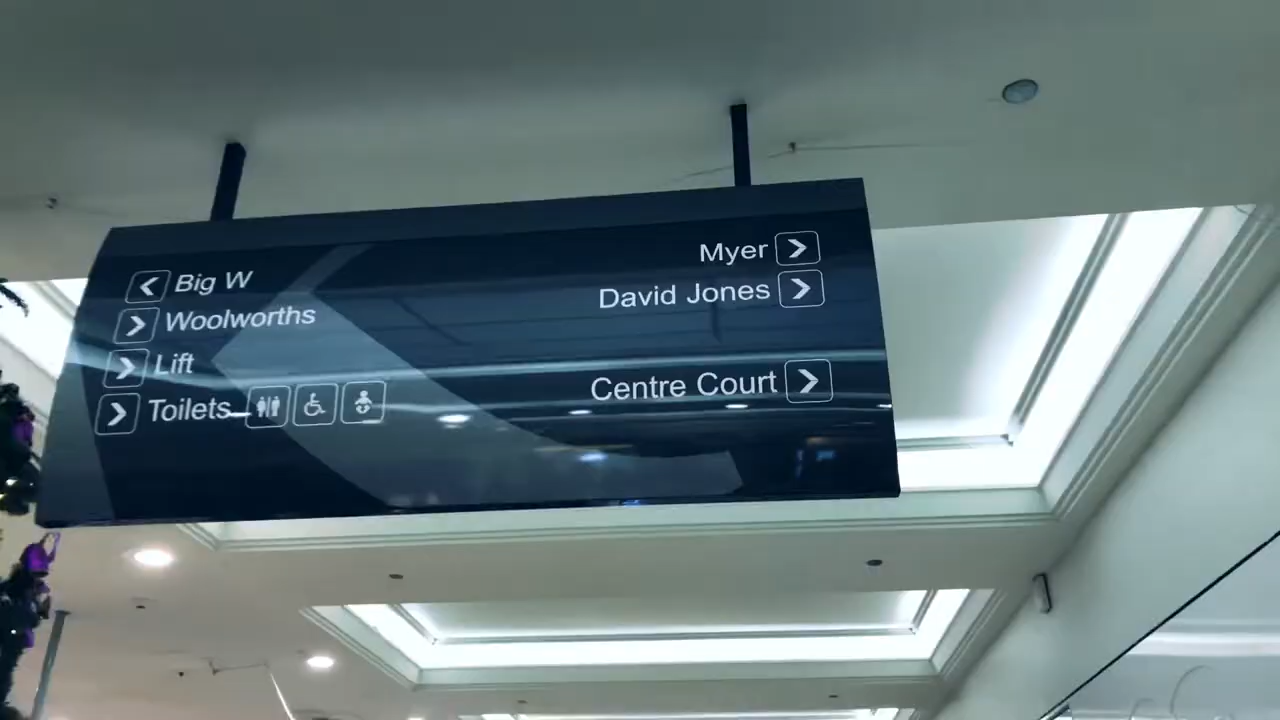 Big W
Woolworths
Lift
Toilets
Myer
David Jones
Centre Court